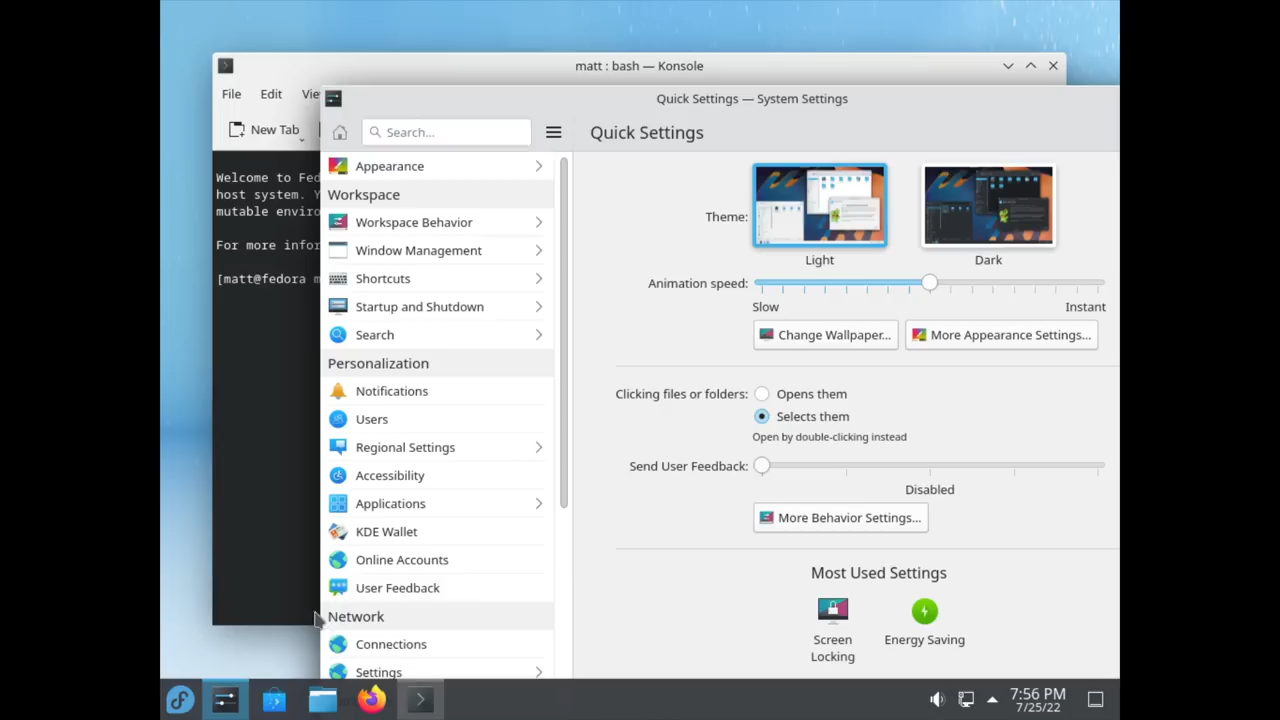 matt : bash — Konsole
File Edit
New Tab
Welcome to
host system.
mutable
For more
[matt@fedora
Quick Settings — System Settings
Search...
Quick Settings
Appearance
Workspace
Workspace Behavior
Window Management
Shortcuts
Startup and Shutdown
Search
Personalization
Notifications
Users
Regional Settings
Accessibility
Applications
KDE Wallet
Online Accounts
User Feedback
Network
Connections
Settings
Theme:
Light Dark
Animation speed:
Slow Instant
Change Wallpaper... More Appearance Settings...
Clicking files or folders: Opens them
Selects them
Open by double-clicking instead
Send User Feedback:
Disabled
More Behavior Settings...
Most Used Settings
Screen
Locking
Energy Saving
7:56 PM
7/25/22